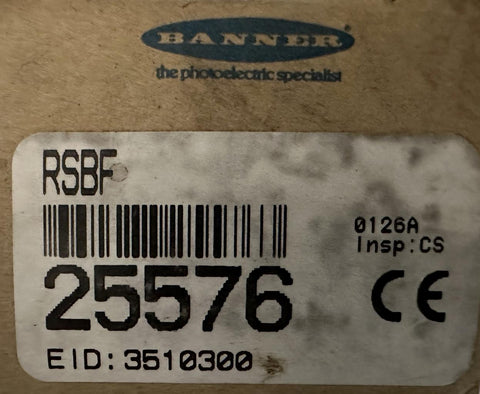 BANNER
the photoelectric specialist
RSBF
0126A
Insp:CS
25576
CE
EID:3510300